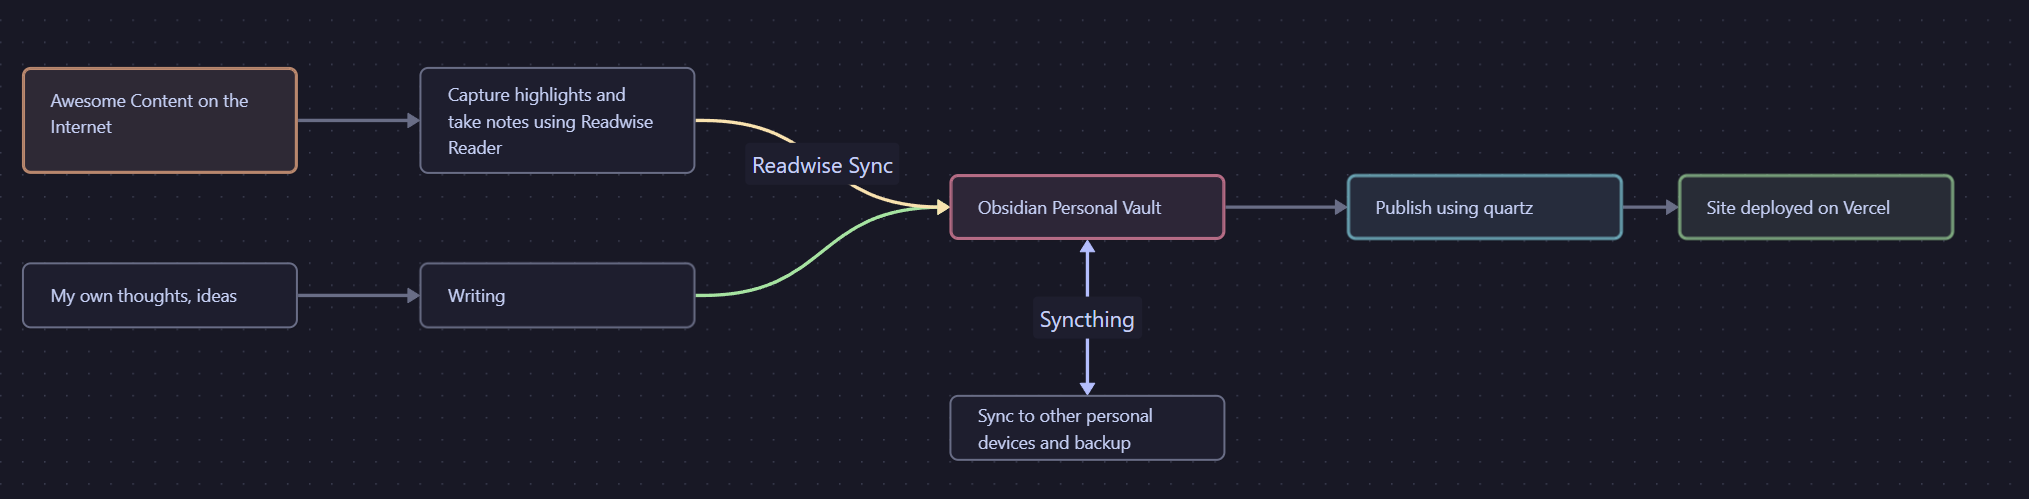 Awesome Content on the
Internet
Capture highlights and
take notes using Readwise
Reader
Readwise Sync
My own thoughts, ideas
Writing
Obsidian Personal Vault
Publish using quartz
Site deployed on Vercel
Syncthing
Sync to other personal
devices and backup